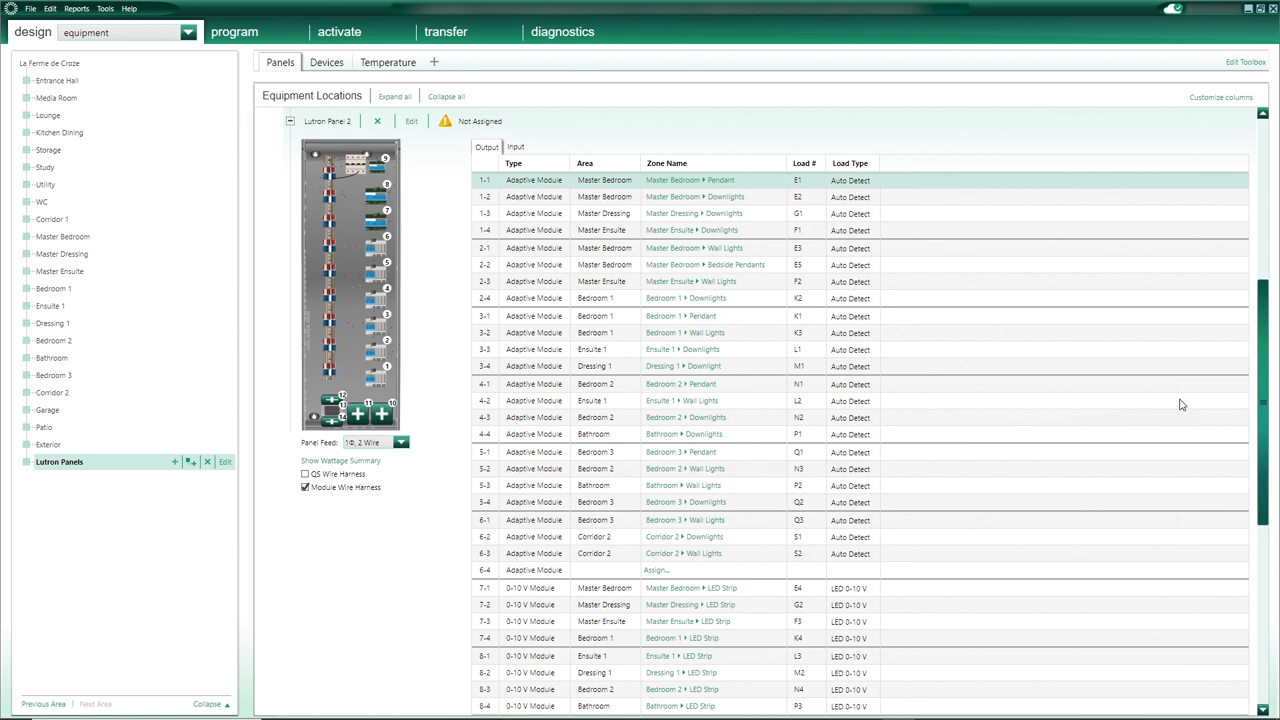 File Edit Reports Tools Help
design equipment program activate transfer diagnostics
La Ferme de Croze
Entrance Hall
Media Room
Lounge
Kitchen Dining
Storage
Study
Utility
WC
Corridor 1
Master Bedroom
Master Dressing
Master Ensuite
Bedroom 1
Ensuite 1
Dressing 1
Bedroom 2
Bathroom
Bedroom 3
Corridor 2
Garage
Patio
Exterior
Lutron Panels + × Edit
Previous Area Next Area Collapse
Panels Devices Temperature + Edit Toolbox
Equipment Locations Expand all Collapse all Customize columns
Lutron Panel 2 × Edit Not Assigned
9
8
7
6
5
4
3
2
1
12
13 11 10
14
Panel Feed: 1Φ, 2 Wire
Show Wattage Summary
QS Wire Harness
Module Wire Harness
Output Input
Type Area Zone Name Load # Load Type
1-1 Adaptive Module Master Bedroom Master Bedroom Pendant E1 Auto Detect
1-2 Adaptive Module Master Bedroom Master Bedroom Downlights E2 Auto Detect
1-3 Adaptive Module Master Dressing Master Dressing Downlights G1 Auto Detect
1-4 Adaptive Module Master Ensuite Master Ensuite Downlights F1 Auto Detect
2-1 Adaptive Module Master Bedroom Master Bedroom Wall Lights E3 Auto Detect
2-2 Adaptive Module Master Bedroom Master Bedroom Bedside Pendants E5 Auto Detect
2-3 Adaptive Module Master Ensuite Master Ensuite Wall Lights F2 Auto Detect
2-4 Adaptive Module Bedroom 1 Bedroom 1 Downlights K2 Auto Detect
3-1 Adaptive Module Bedroom 1 Bedroom 1 Pendant K1 Auto Detect
3-2 Adaptive Module Bedroom 1 Bedroom 1 Wall Lights K3 Auto Detect
3-3 Adaptive Module Ensuite 1 Ensuite 1 Downlights L1 Auto Detect
3-4 Adaptive Module Dressing 1 Dressing 1 Downlight M1 Auto Detect
4-1 Adaptive Module Bedroom 2 Bedroom 2 Pendant N1 Auto Detect
4-2 Adaptive Module Ensuite 1 Ensuite 1 Wall Lights L2 Auto Detect
4-3 Adaptive Module Bedroom 2 Bedroom 2 Downlights N2 Auto Detect
4-4 Adaptive Module Bathroom Bathroom Downlights P1 Auto Detect
5-1 Adaptive Module Bedroom 3 Bedroom 3 Pendant Q1 Auto Detect
5-2 Adaptive Module Bedroom 2 Bedroom 2 Wall Lights N3 Auto Detect
5-3 Adaptive Module Bathroom Bathroom Wall Lights P2 Auto Detect
5-4 Adaptive Module Bedroom 3 Bedroom 3 Downlights Q2 Auto Detect
6-1 Adaptive Module Bedroom 3 Bedroom 3 Wall Lights Q3 Auto Detect
6-2 Adaptive Module Corridor 2 Corridor 2 Downlights S1 Auto Detect
6-3 Adaptive Module Corridor 2 Corridor 2 Wall Lights S2 Auto Detect
6-4 Adaptive Module Assign...
7-1 0-10 V Module Master Bedroom Master Bedroom LED Strip E4 LED 0-10 V
7-2 0-10 V Module Master Dressing Master Dressing LED Strip G2 LED 0-10 V
7-3 0-10 V Module Master Ensuite Master Ensuite LED Strip F3 LED 0-10 V
7-4 0-10 V Module Bedroom 1 Bedroom 1 LED Strip K4 LED 0-10 V
8-1 0-10 V Module Ensuite 1 Ensuite 1 LED Strip L3 LED 0-10 V
8-2 0-10 V Module Dressing 1 Dressing 1 LED Strip M2 LED 0-10 V
8-3 0-10 V Module Bedroom 2 Bedroom 2 LED Strip N4 LED 0-10 V
8-4 0-10 V Module Bathroom Bathroom LED Strip P3 LED 0-10 V